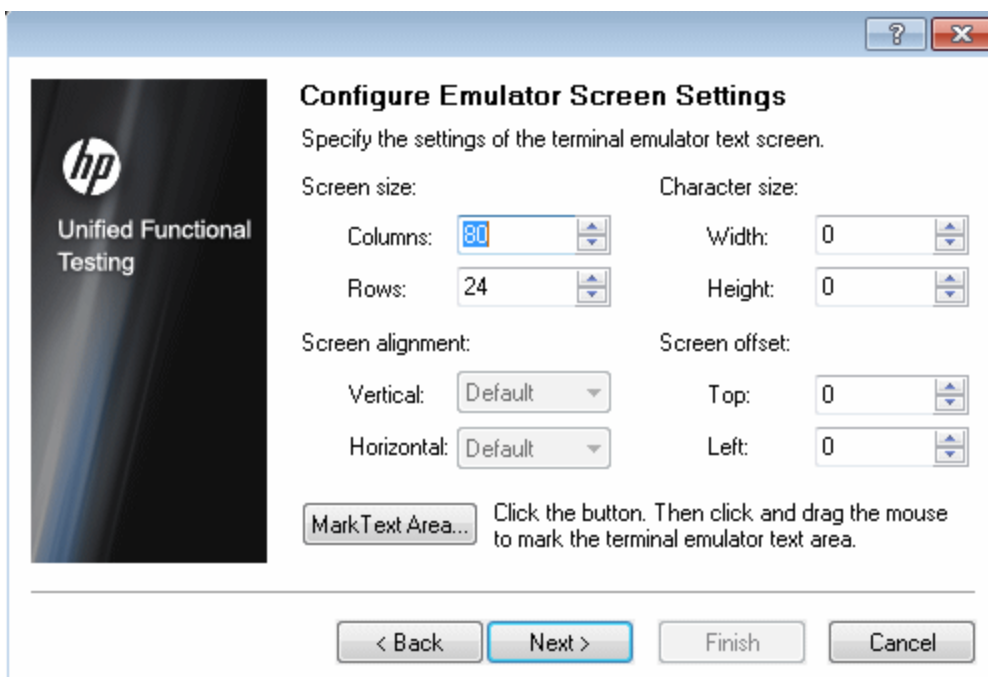 ?
hp
Unified Functional
Testing
Configure Emulator Screen Settings
Specify the settings of the terminal emulator text screen.
Screen size:
Columns: 80
Rows: 24
Character size:
Width: 0
Height: 0
Screen alignment:
Vertical: Default
Horizontal: Default
Screen offset:
Top: 0
Left: 0
MarkText Area...
Click the button. Then click and drag the mouse
to mark the terminal emulator text area.
< Back
Next >
Finish
Cancel